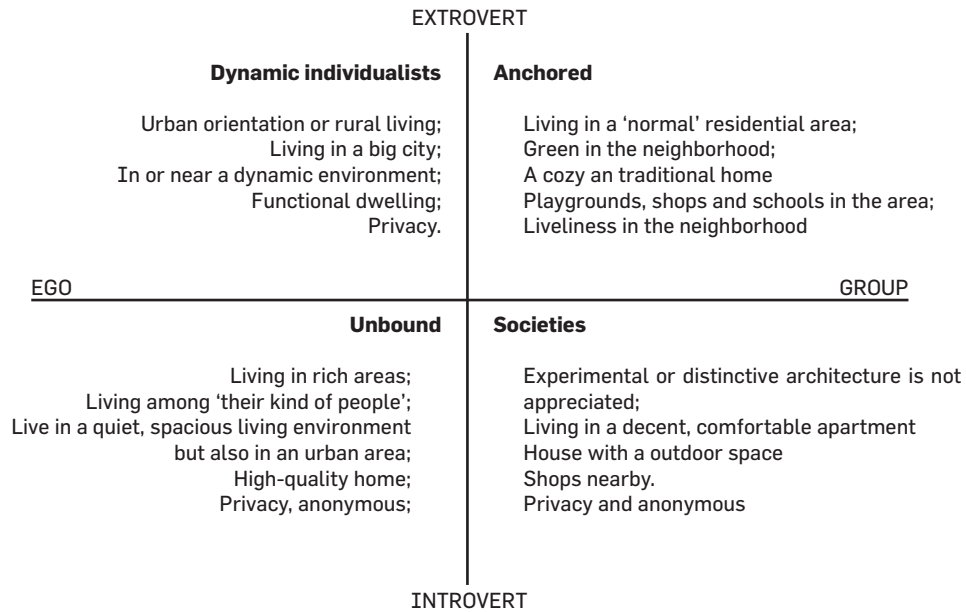 EXTROVERT
Dynamic individualists
Urban orientation or rural living;
Living in a big city;
In or near a dynamic environment;
Functional dwelling;
Privacy.
Anchored
Living in a ‘normal’ residential area;
Green in the neighborhood;
A cozy an traditional home
Playgrounds, shops and schools in the area;
Liveliness in the neighborhood
EGO
GROUP
Unbound
Living in rich areas;
Living among ‘their kind of people’;
Live in a quiet, spacious living environment
but also in an urban area;
High-quality home;
Privacy, anonymous;
Societies
Experimental or distinctive architecture is not
appreciated;
Living in a decent, comfortable apartment
House with a outdoor space
Shops nearby.
Privacy and anonymous
INTROVERT